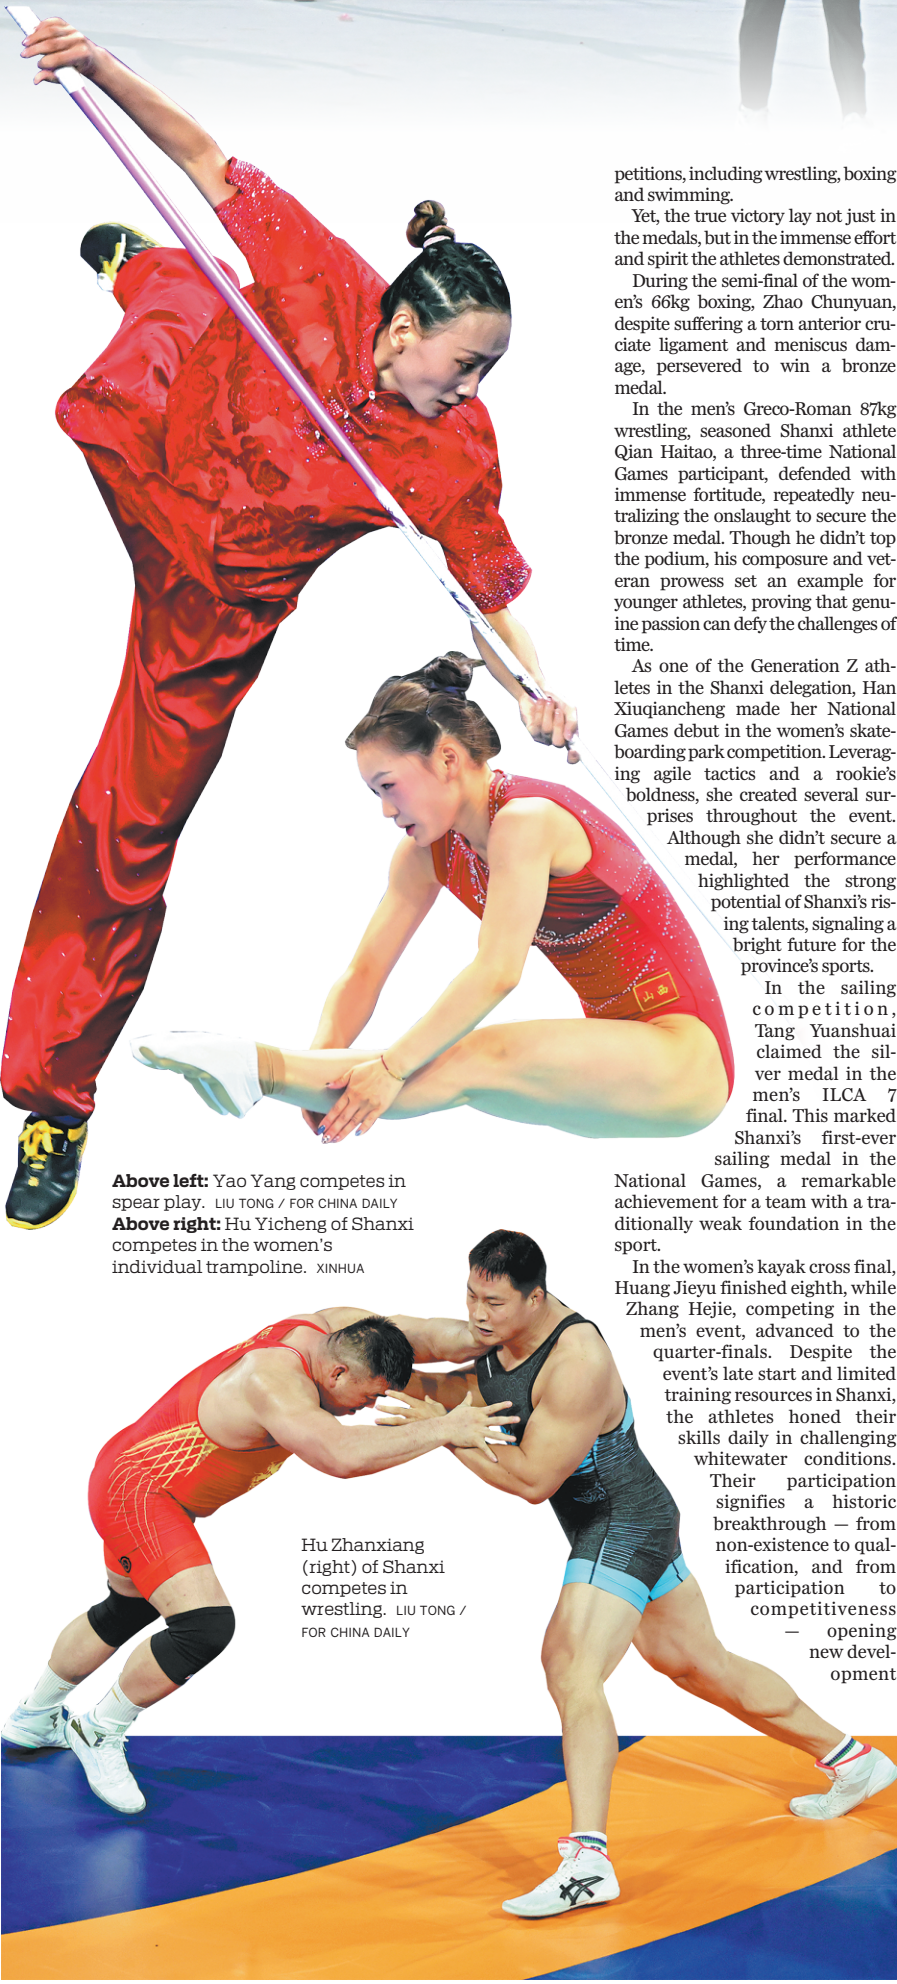 petitions, including wrestling, boxing
and swimming.
Yet, the true victory lay not just in
the medals, but in the immense effort
and spirit the athletes demonstrated.
During the semi-final of the wom-
en's 66kg boxing, Zhao Chunyuan,
despite suffering a torn anterior cru-
ciate ligament and meniscus dam-
age, persevered to win a bronze
medal.
In the men's Greco-Roman 87kg
wrestling, seasoned Shanxi athlete
Qian Haitao, a three-time National
Games participant, defended with
immense fortitude, repeatedly neu-
tralizing the onslaught to secure the
bronze medal. Though he didn't top
the podium, his composure and vet-
eran prowess set an example for
younger athletes, proving that genu-
ine passion can defy the challenges of
time.
As one of the Generation Z ath-
letes in the Shanxi delegation, Han
Xiuqiancheng made her National
Games debut in the women's skate-
boarding park competition. Leverag-
ing agile tactics and a rookie's
boldness, she created several sur-
prises throughout the event.
Although she didn't secure a
medal, her performance
highlighted the strong
potential of Shanxi's ris-
ing talents, signaling a
bright future for the
province's sports.
In the sailing
competition,
Tang Yuanshuai
claimed the sil-
ver medal in the
men's ILCA 7
final. This marked
Shanxi's first-ever
sailing medal in the
National Games, a remarkable
achievement for a team with a tra-
ditionally weak foundation in the
sport.
In the women's kayak cross final,
Huang Jieyu finished eighth, while
Zhang Hejie, competing in the
men's event, advanced to the
quarter-finals. Despite the
event's late start and limited
training resources in Shanxi,
the athletes honed their
skills daily in challenging
whitewater conditions.
Their participation
signifies a historic
breakthrough — from
non-existence to qual-
ification, and from
participation to
competitiveness
— opening
new devel-
opment
山西
Above left: Yao Yang competes in
spear play. LIU TONG / FOR CHINA DAILY
Above right: Hu Yicheng of Shanxi
competes in the women's
individual trampoline. XINHUA
Hu Zhanxiang
(right) of Shanxi
competes in
wrestling. LIU TONG /
FOR CHINA DAILY